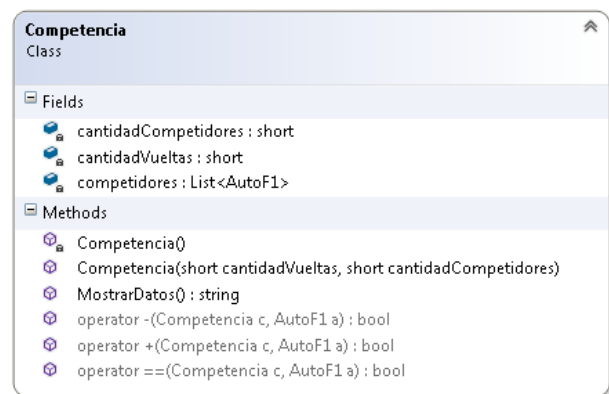 Competencia
Class
Fields
cantidadCompetidores : short
cantidadVueltas : short
competidores : List<AutoF1>
Methods
Competencia()
Competencia(short cantidadVueltas, short cantidadCompetidores)
MostrarDatos() : string
operator -(Competencia c, AutoF1 a) : bool
operator +(Competencia c, AutoF1 a) : bool
operator ==(Competencia c, AutoF1 a) : bool